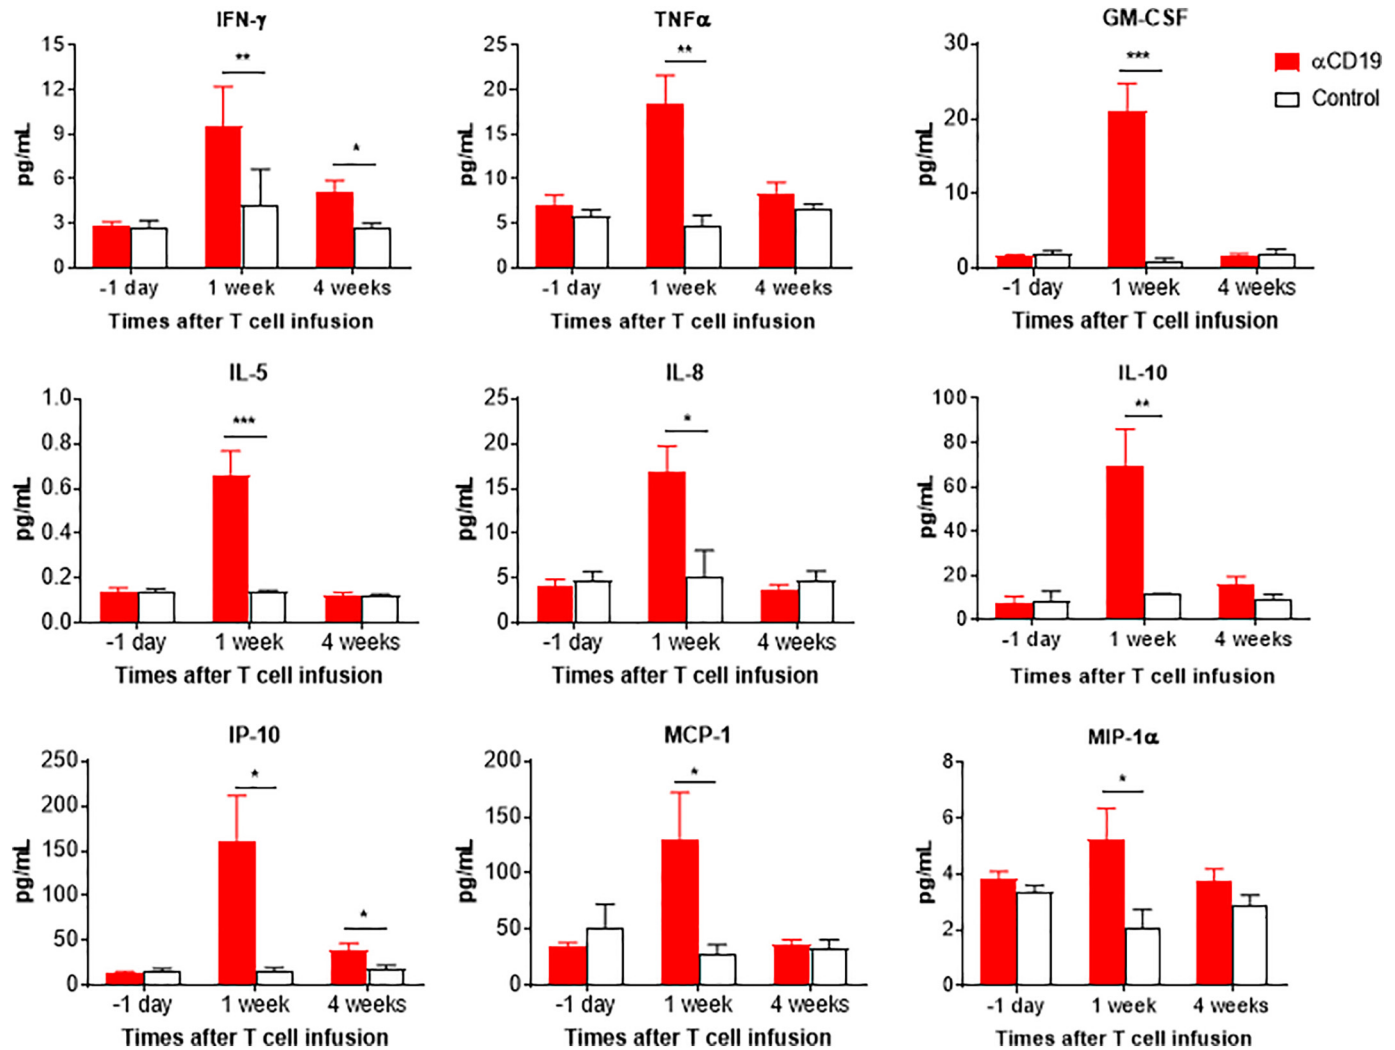 IFN-γ
15
12
9
6
3
0
pg/mL
**
*
-1 day 1 week 4 weeks
Times after T cell infusion
TNFα
25
20
15
10
5
0
pg/mL
**
-1 day 1 week 4 weeks
Times after T cell infusion
GM-CSF
30
20
10
0
pg/mL
***
-1 day 1 week 4 weeks
Times after T cell infusion
αCD19
Control
IL-5
1.0
0.8
0.6
0.4
0.2
0.0
pg/mL
***
-1 day 1 week 4 weeks
Times after T cell infusion
IL-8
25
20
15
10
5
0
pg/mL
*
-1 day 1 week 4 weeks
Times after T cell infusion
IL-10
100
80
60
40
20
0
pg/mL
**
-1 day 1 week 4 weeks
Times after T cell infusion
IP-10
250
200
150
100
50
0
pg/mL
*
*
-1 day 1 week 4 weeks
Times after T cell infusion
MCP-1
200
150
100
50
0
pg/mL
*
-1 day 1 week 4 weeks
Times after T cell infusion
MIP-1α
8
6
4
2
0
pg/mL
*
-1 day 1 week 4 weeks
Times after T cell infusion